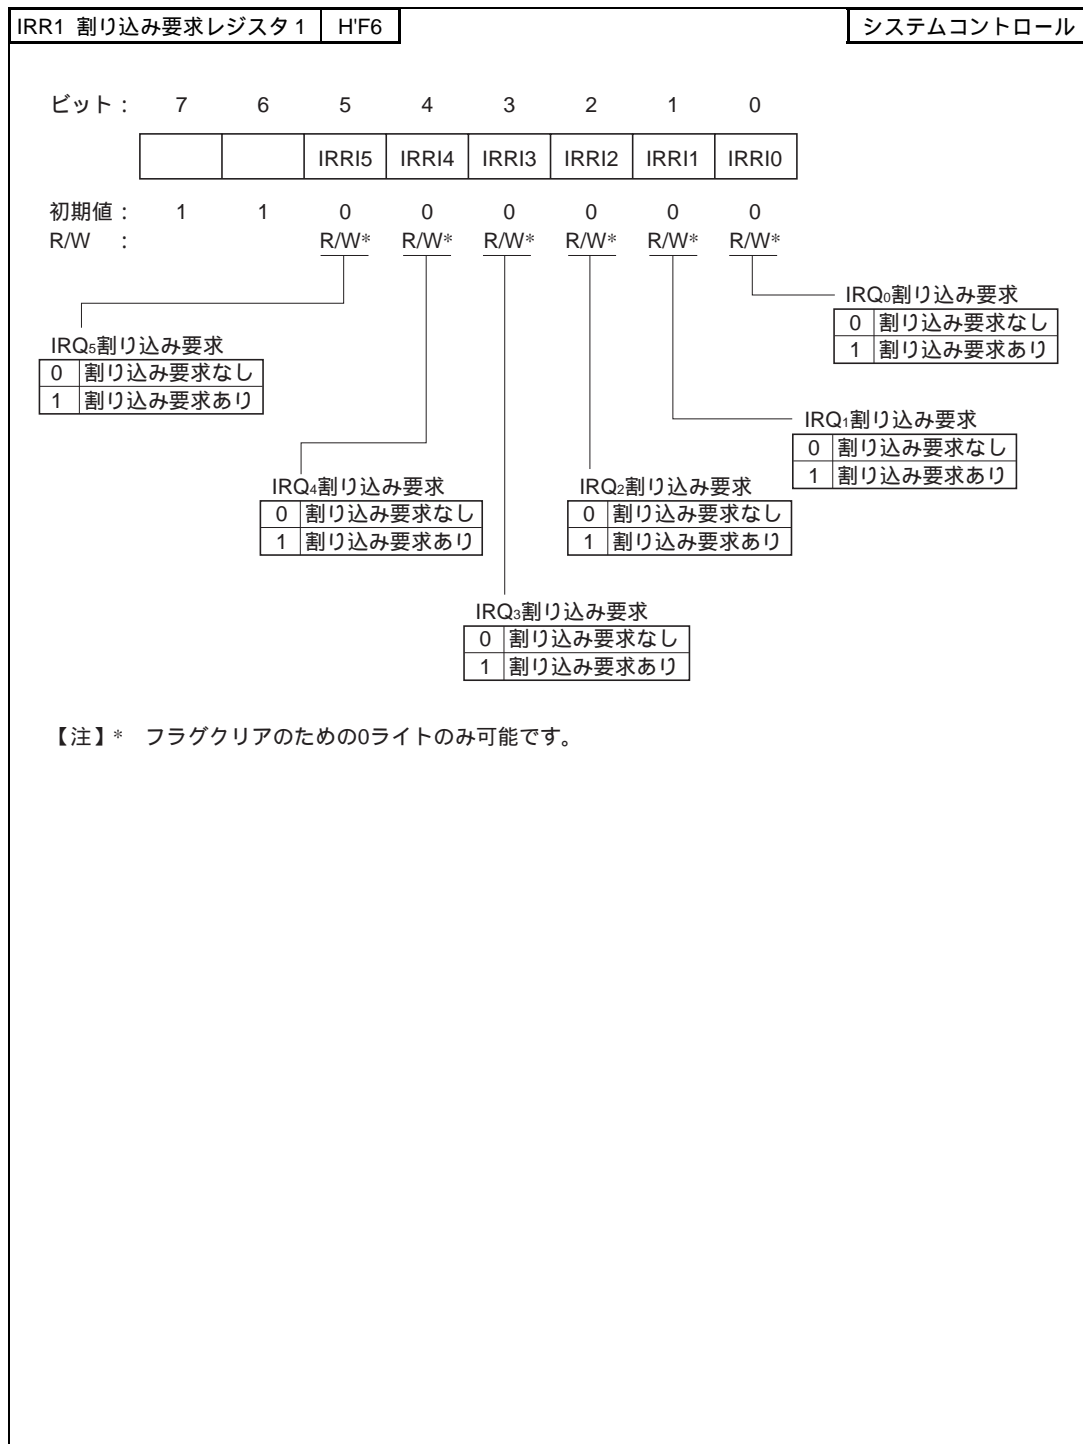 IRR1 割り込み要求レジスタ1 H'F6 システムコントロール
ビット: 7 6 5 4 3 2 1 0
IRRI5 IRRI4 IRRI3 IRRI2 IRRI1 IRRI0
初期値: 1 1 0 0 0 0 0 0
R/W : R/W* R/W* R/W* R/W* R/W* R/W*
IRQ0割り込み要求
0 割り込み要求なし
1 割り込み要求あり
IRQ5割り込み要求
0 割り込み要求なし
1 割り込み要求あり
IRQ1割り込み要求
0 割り込み要求なし
1 割り込み要求あり
IRQ4割り込み要求
0 割り込み要求なし
1 割り込み要求あり
IRQ2割り込み要求
0 割り込み要求なし
1 割り込み要求あり
IRQ3割り込み要求
0 割り込み要求なし
1 割り込み要求あり
【注】* フラグクリアのための0ライトのみ可能です。